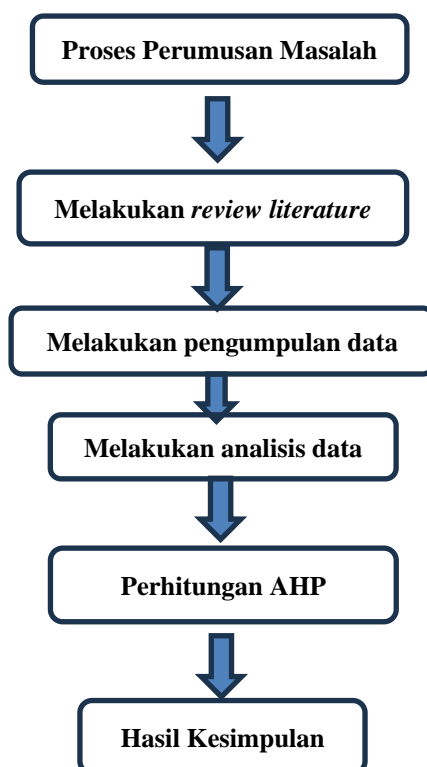 Proses Perumusan Masalah
Melakukan review literature
Melakukan pengumpulan data
Melakukan analisis data
Perhitungan AHP
Hasil Kesimpulan